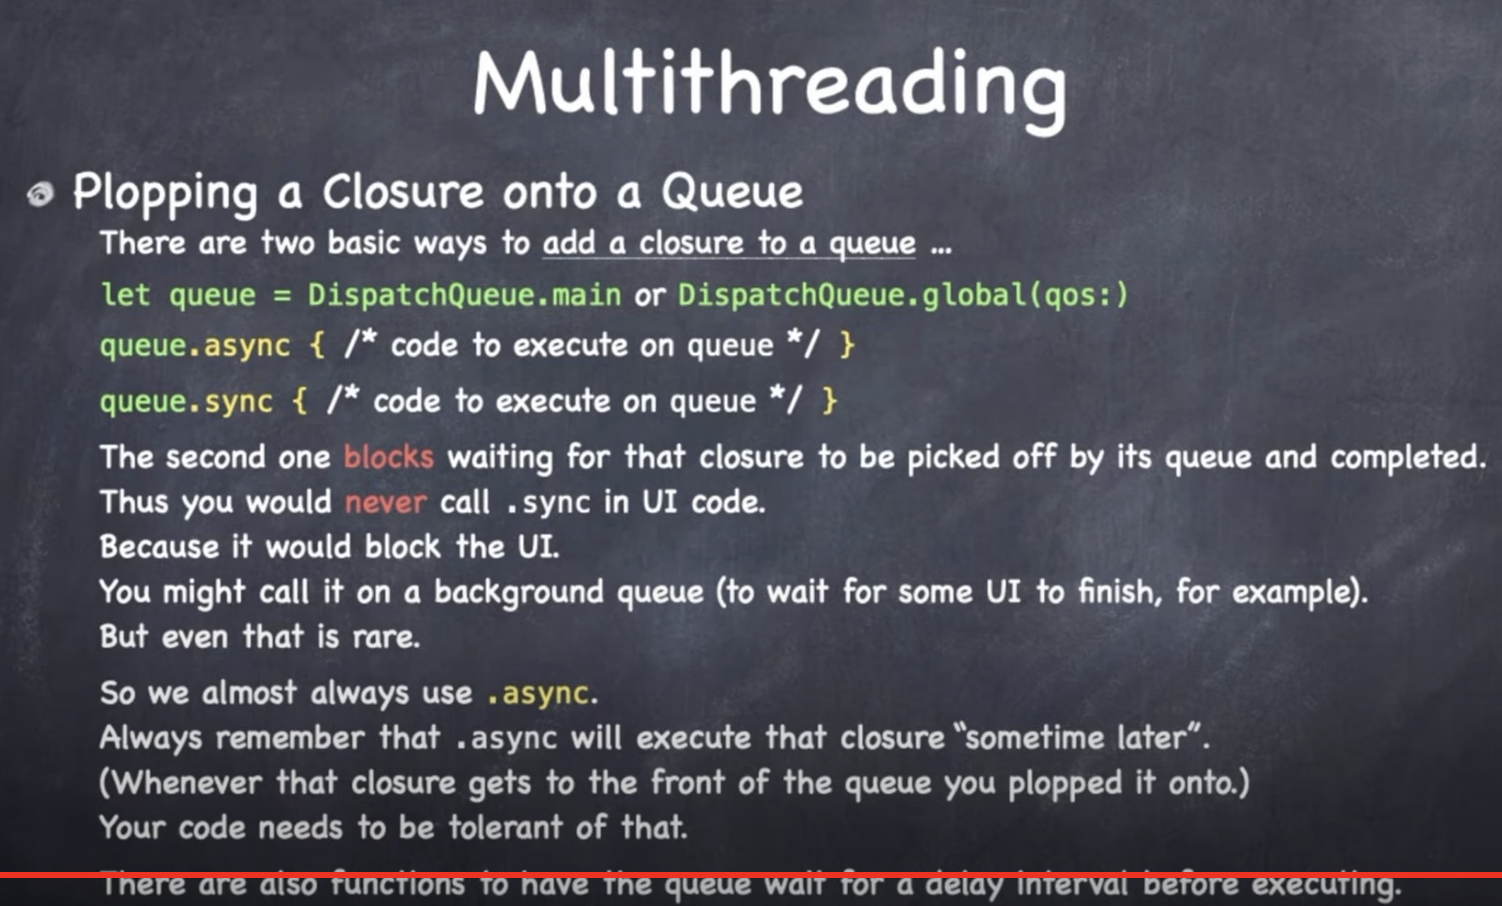 Multithreading
Plopping a Closure onto a Queue
There are two basic ways to add a closure to a queue ...
let queue = DispatchQueue.main or DispatchQueue.global(qos:)
queue.async { /* code to execute on queue */ }
queue.sync { /* code to execute on queue */ }
The second one blocks waiting for that closure to be picked off by its queue and completed.
Thus you would never call .sync in UI code.
Because it would block the UI.
You might call it on a background queue (to wait for some UI to finish, for example).
But even that is rare.
So we almost always use .async.
Always remember that .async will execute that closure “sometime later”.
(Whenever that closure gets to the front of the queue you plopped it onto.)
Your code needs to be tolerant of that.
There are also functions to have the queue wait for a delay interval before executing.